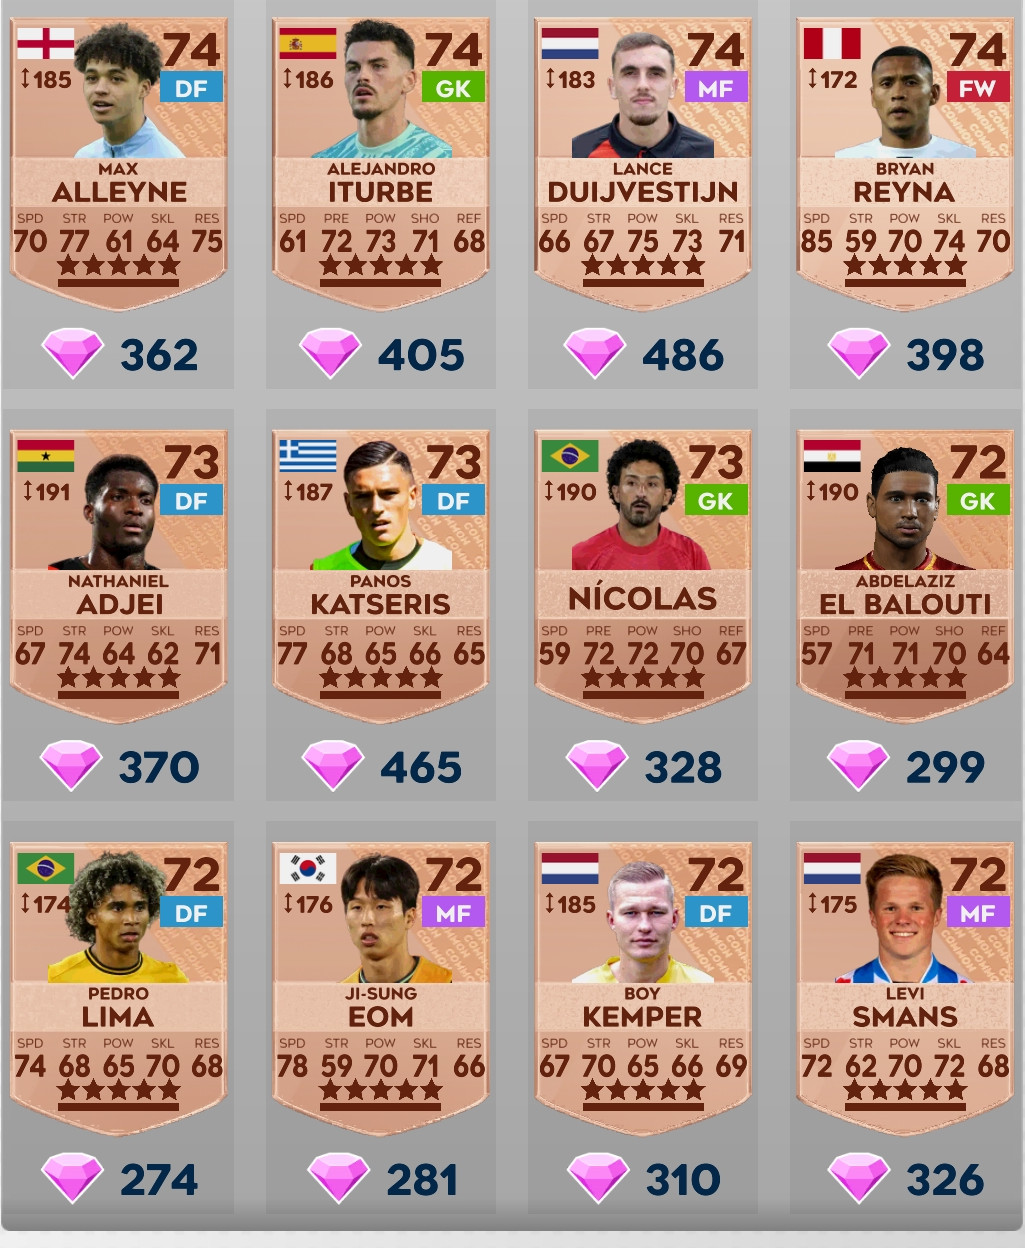 74 74 74 74
↕185 DF ↕186 GK ↕183 MF ↕172 FW
MAX ALEJANDRO LANCE BRYAN
ALLEYNE ITURBE DUIJVESTIJN REYNA
SPD STR POW SKL RES SPD PRE POW SHO REF SPD STR POW SKL RES SPD STR POW SKL RES
70 77 61 64 75 61 72 73 71 68 66 67 75 73 71 85 59 70 74 70
362 405 486 398
73 73 73 72
↕191 DF ↕187 DF ↕190 GK ↕190 GK
NATHANIEL PANOS NÍCOLAS ABDELAZIZ
ADJEI KATSERIS EL BALOUTI
SPD STR POW SKL RES SPD STR POW SKL RES SPD PRE POW SHO REF SPD PRE POW SHO REF
67 74 64 62 71 77 68 65 66 65 59 72 72 70 67 57 71 71 70 64
370 465 328 299
72 72 72 72
↕174 DF ↕176 MF ↕185 DF ↕175 MF
PEDRO JI-SUNG BOY LEVI
LIMA EOM KEMPER SMANS
SPD STR POW SKL RES SPD STR POW SKL RES SPD STR POW SKL RES SPD STR POW SKL RES
74 68 65 70 68 78 59 70 71 66 67 70 65 66 69 72 62 70 72 68
274 281 310 326